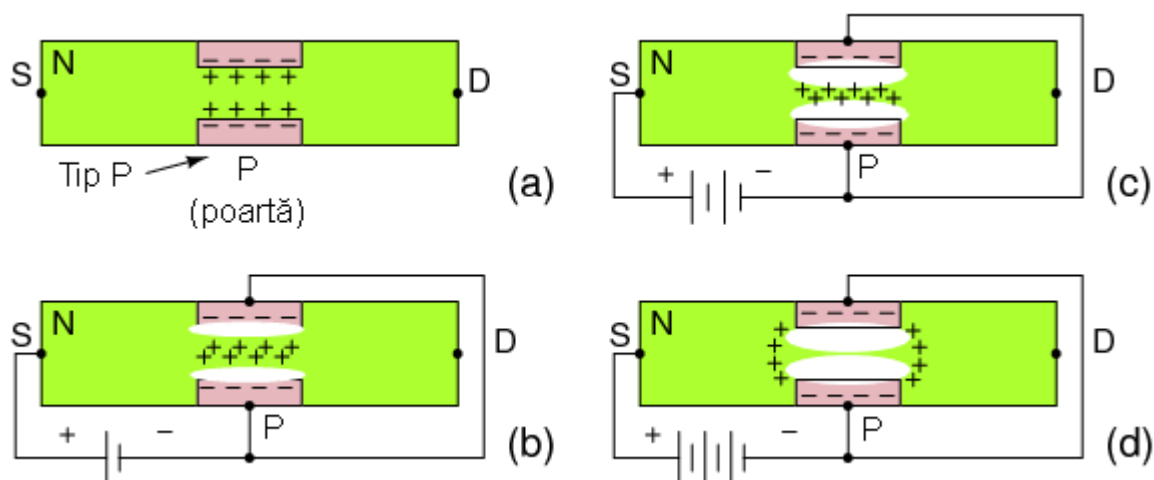 S N D
− − − −
+ + + +
+ + + +
− − − −
Tip P P
(poartă)
(a)
S N D
− − − −
+ + + + + + + +
− − − −
P
+ −
(c)
S N D
− − − −
+ + + + + + + +
− − − −
P
+ −
(b)
S N D
− − − −
+ + + + + + + +
− − − −
P
+ −
(d)